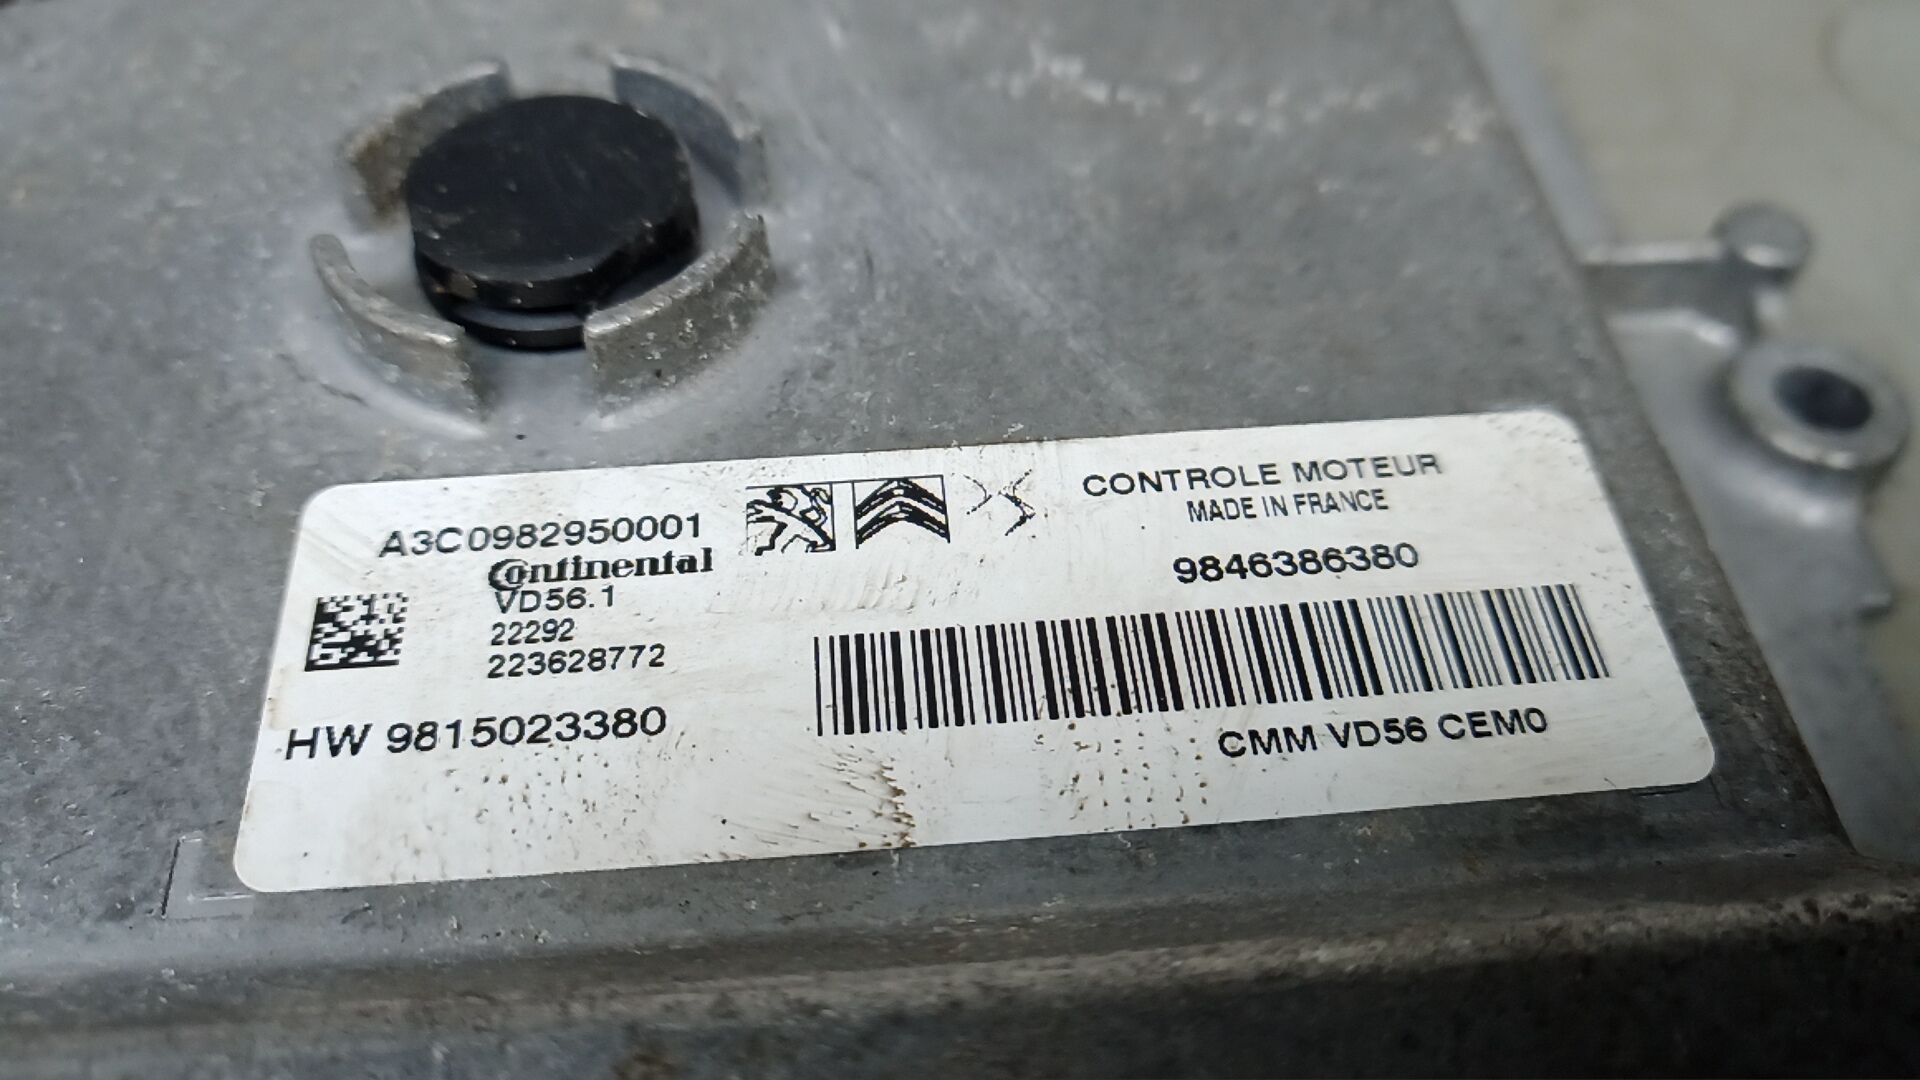 A3C0982950001
Continental
VD56.1
22292
223628772
HW 9815023380
CONTROLE MOTEUR
MADE IN FRANCE
9846386380
CMM VD56 CEM0